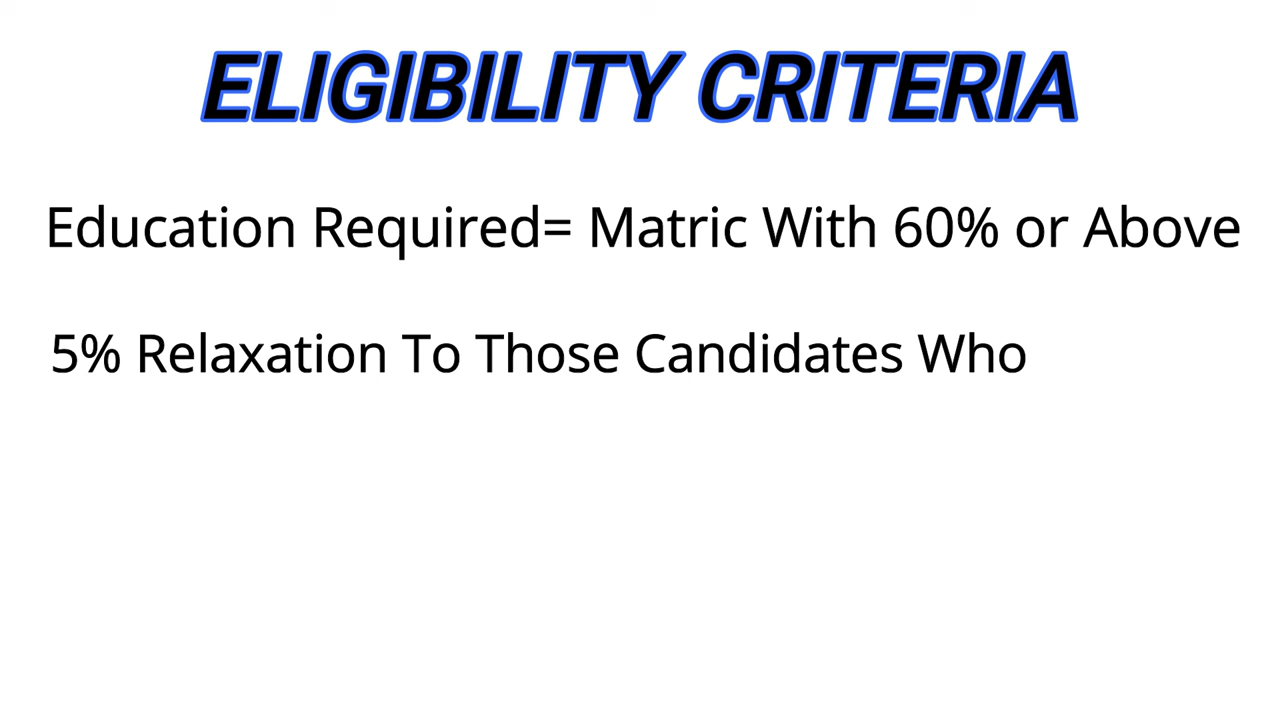 ELIGIBILITY CRITERIA
Education Required= Matric With 60% or Above
5% Relaxation To Those Candidates Who